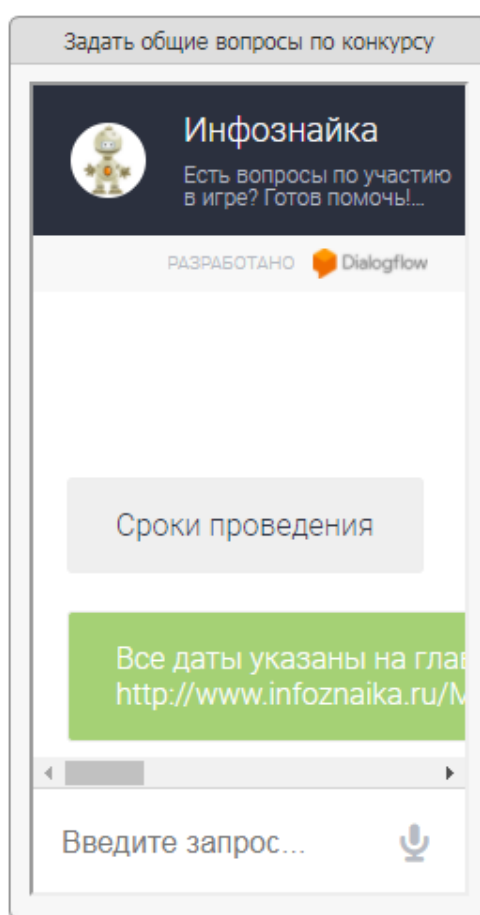 Задать общие вопросы по конкурсу
Инфознайка
Есть вопросы по участию
в игре? Готов помочь!...
РАЗРАБОТАНО Dialogflow
Сроки проведения
Все даты указаны на
http://www.infoznaika.ru/
Введите запрос...